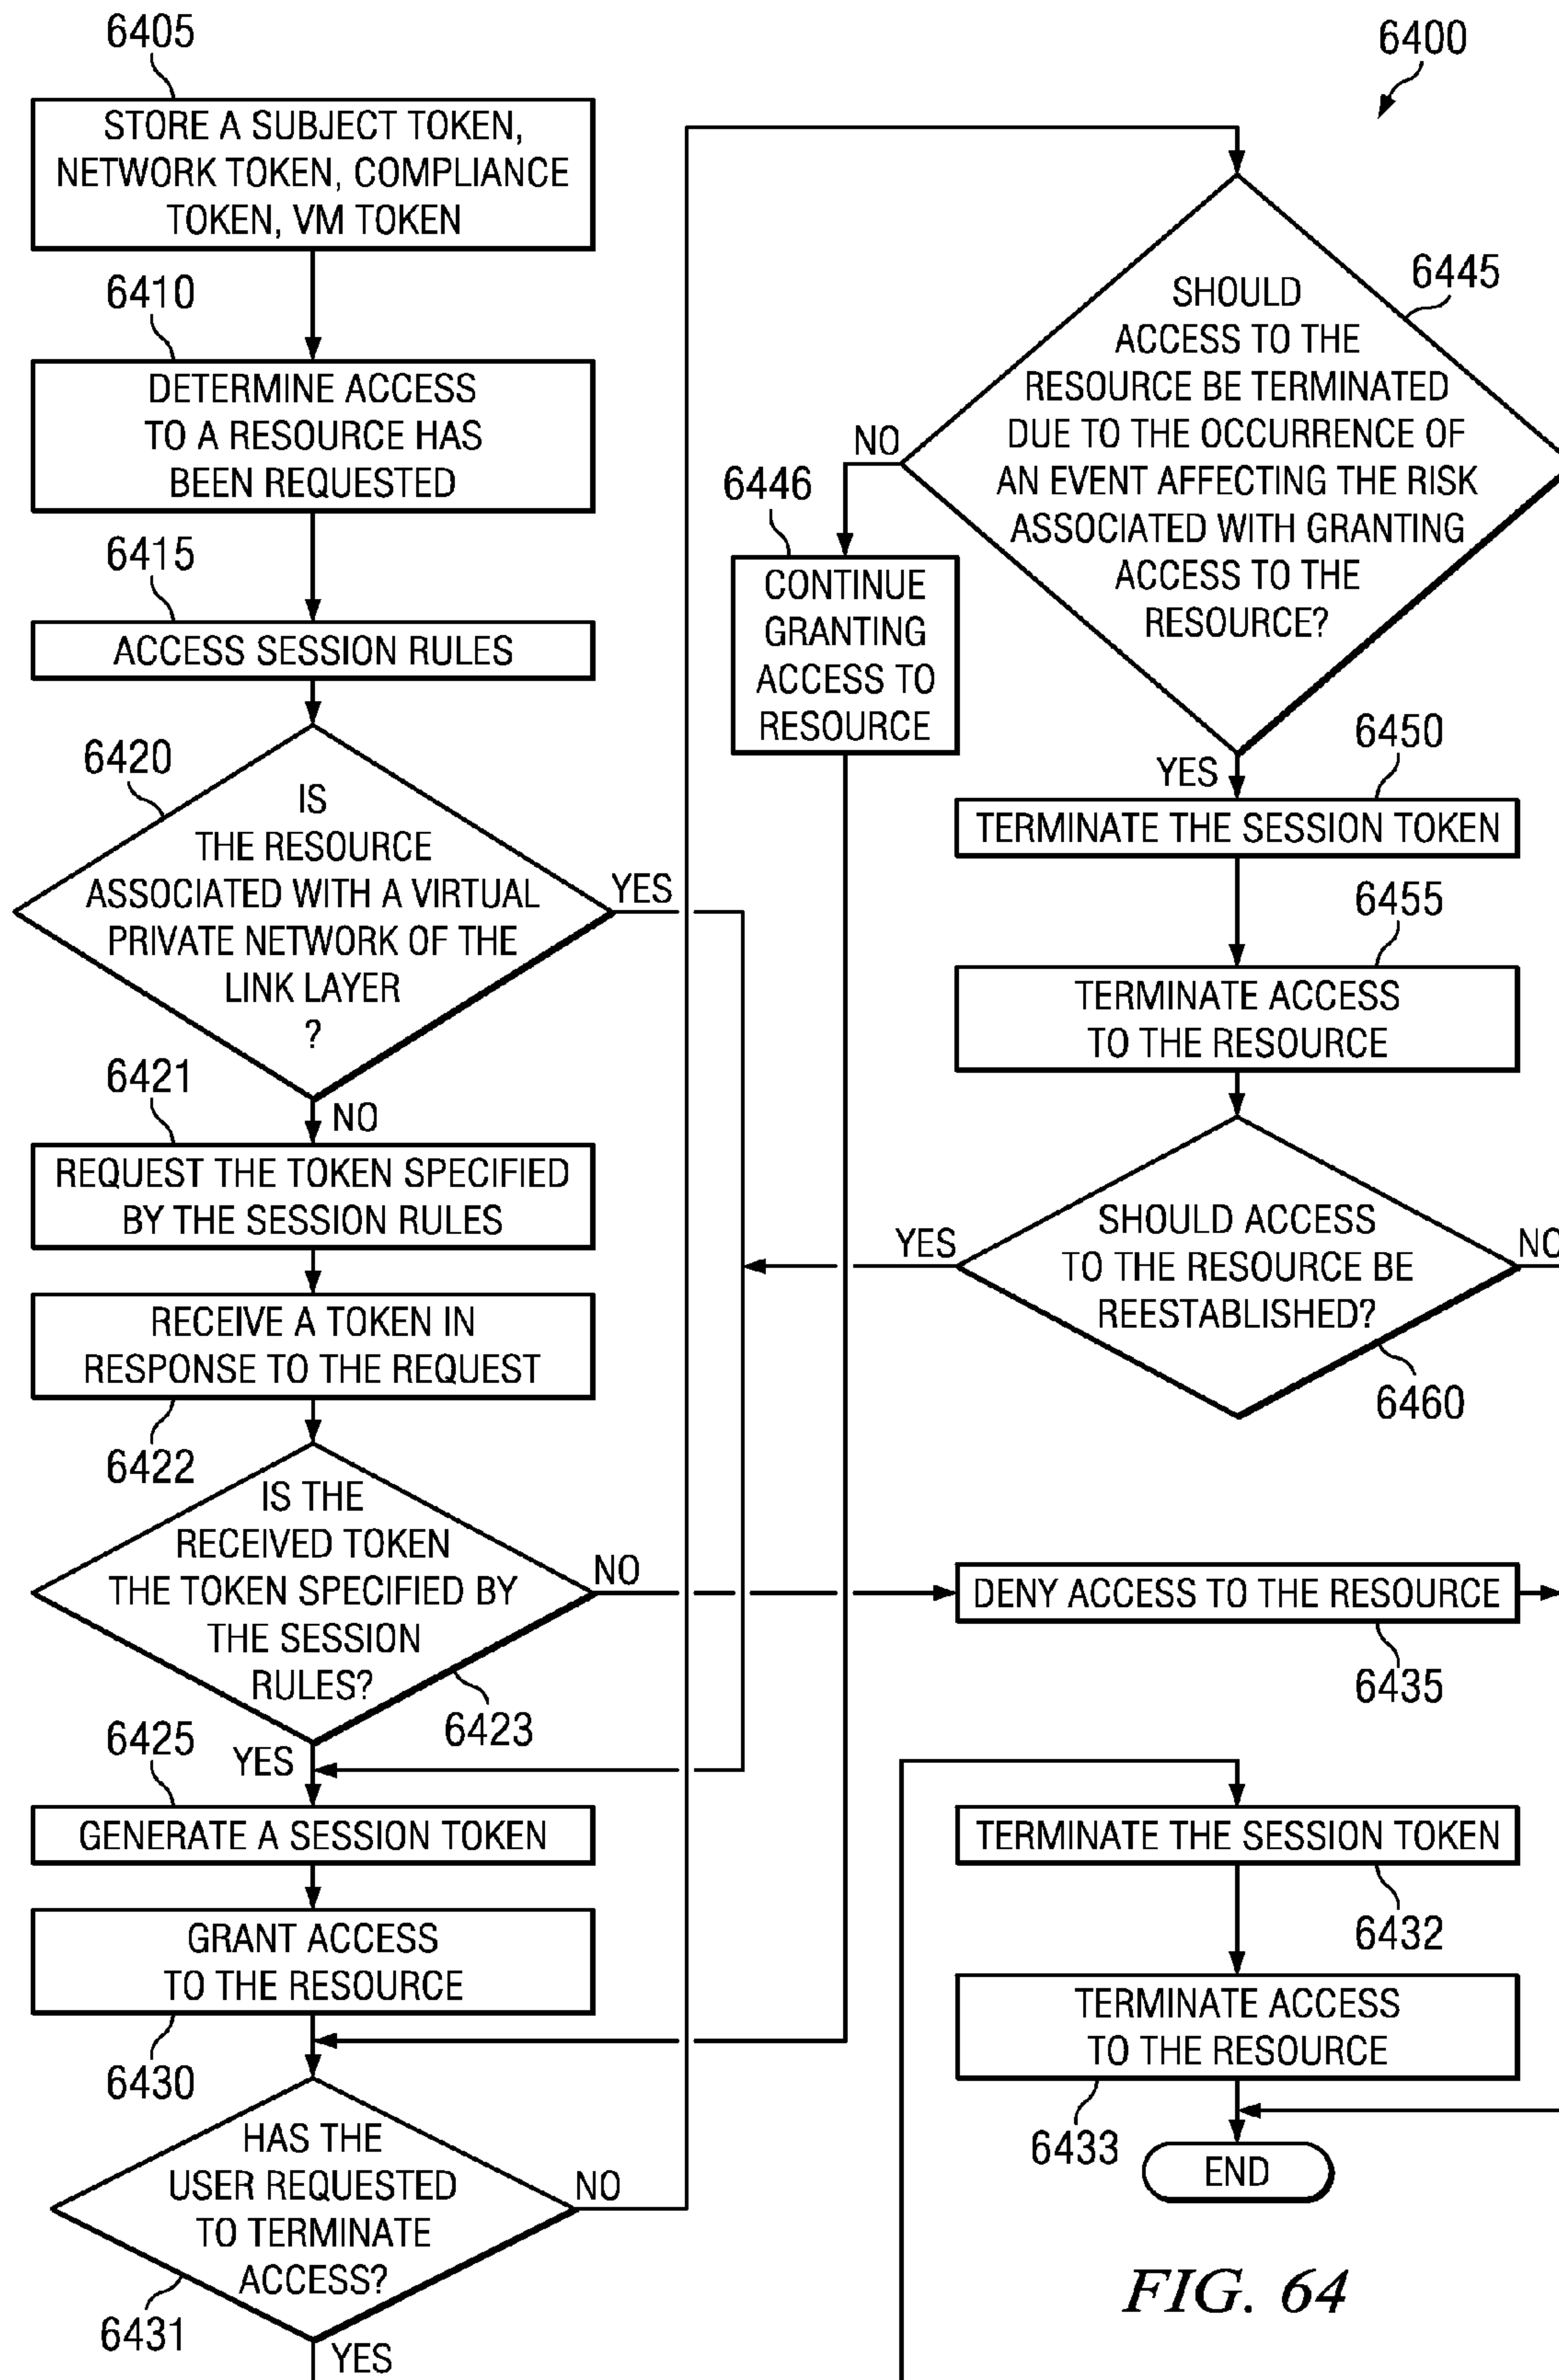 6405
STORE A SUBJECT TOKEN,
NETWORK TOKEN, COMPLIANCE
TOKEN, VM TOKEN
6410
DETERMINE ACCESS
TO A RESOURCE HAS
BEEN REQUESTED
6415
ACCESS SESSION RULES
6420
IS
THE RESOURCE
ASSOCIATED WITH A VIRTUAL
PRIVATE NETWORK OF THE
LINK LAYER
?
YES
NO
6421
REQUEST THE TOKEN SPECIFIED
BY THE SESSION RULES
RECEIVE A TOKEN IN
RESPONSE TO THE REQUEST
6422
IS THE
RECEIVED TOKEN
THE TOKEN SPECIFIED BY
THE SESSION
RULES?
NO
6423
YES
6425
GENERATE A SESSION TOKEN
GRANT ACCESS
TO THE RESOURCE
6430
HAS THE
USER REQUESTED
TO TERMINATE
ACCESS?
NO
6431
YES
6400
6445
SHOULD
ACCESS TO THE
RESOURCE BE TERMINATED
DUE TO THE OCCURRENCE OF
AN EVENT AFFECTING THE RISK
ASSOCIATED WITH GRANTING
ACCESS TO THE
RESOURCE?
NO
6446
CONTINUE
GRANTING
ACCESS TO
RESOURCE
YES
6450
TERMINATE THE SESSION TOKEN
6455
TERMINATE ACCESS
TO THE RESOURCE
SHOULD ACCESS
TO THE RESOURCE BE
REESTABLISHED?
YES
NO
6460
DENY ACCESS TO THE RESOURCE
6435
TERMINATE THE SESSION TOKEN
6432
TERMINATE ACCESS
TO THE RESOURCE
6433
END
FIG. 64